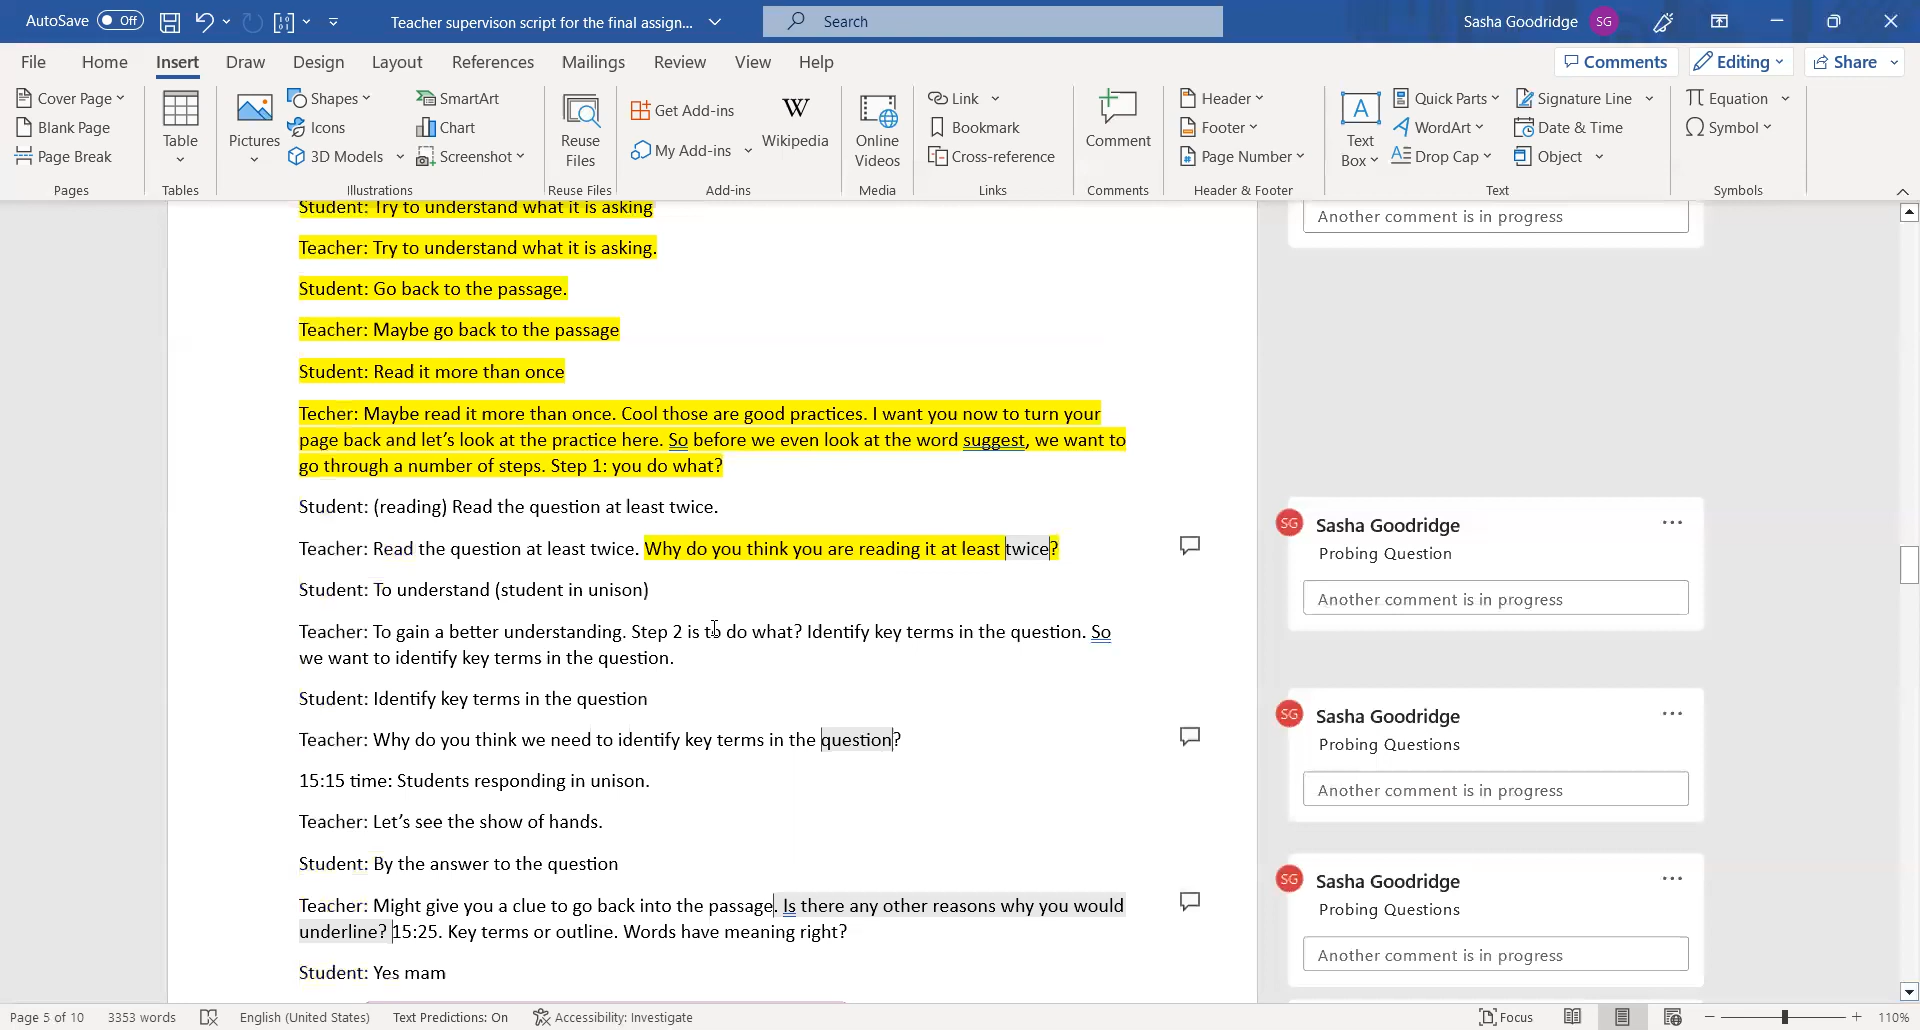 AutoSave Off Teacher supervison script for the final assign... Search Sasha Goodridge SG
File Home Insert Draw Design Layout References Mailings Review View Help Comments Editing Share
Cover Page
Blank Page
Page Break
Pages
Table
Tables
Pictures
Shapes
Icons
3D Models
SmartArt
Chart
Screenshot
Illustrations
Reuse
Files
Reuse Files
Get Add-ins
My Add-ins
Wikipedia
Add-ins
Online
Videos
Media
Link
Bookmark
Cross-reference
Links
Comment
Comments
Header
Footer
Page Number
Header & Footer
Text
Box
Quick Parts
WordArt
Drop Cap
Signature Line
Date & Time
Object
Text
Equation
Symbol
Symbols
Student: Try to understand what it is asking
Teacher: Try to understand what it is asking.
Student: Go back to the passage.
Teacher: Maybe go back to the passage
Student: Read it more than once
Techer: Maybe read it more than once. Cool those are good practices. I want you now to turn your
page back and let's look at the practice here. So before we even look at the word suggest, we want to
go through a number of steps. Step 1: you do what?
Student: (reading) Read the question at least twice.
Teacher: Read the question at least twice. Why do you think you are reading it at least twice?
Student: To understand (student in unison)
Teacher: To gain a better understanding. Step 2 is to do what? Identify key terms in the question. So
we want to identify key terms in the question.
Student: Identify key terms in the question
Teacher: Why do you think we need to identify key terms in the question?
15:15 time: Students responding in unison.
Teacher: Let's see the show of hands.
Student: By the answer to the question
Teacher: Might give you a clue to go back into the passage. Is there any other reasons why you would
underline? 15:25. Key terms or outline. Words have meaning right?
Student: Yes mam
Another comment is in progress
SG Sasha Goodridge
Probing Question
Another comment is in progress
SG Sasha Goodridge
Probing Questions
Another comment is in progress
SG Sasha Goodridge
Probing Questions
Another comment is in progress
Page 5 of 10 3353 words English (United States) Text Predictions: On Accessibility: Investigate Focus 110%